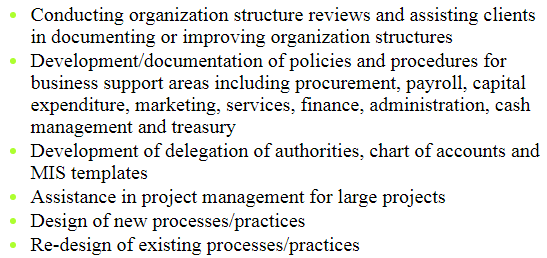 • Conducting organization structure reviews and assisting clients
in documenting or improving organization structures
• Development/documentation of policies and procedures for
business support areas including procurement, payroll, capital
expenditure, marketing, services, finance, administration, cash
management and treasury
• Development of delegation of authorities, chart of accounts and
MIS templates
• Assistance in project management for large projects
• Design of new processes/practices
• Re-design of existing processes/practices